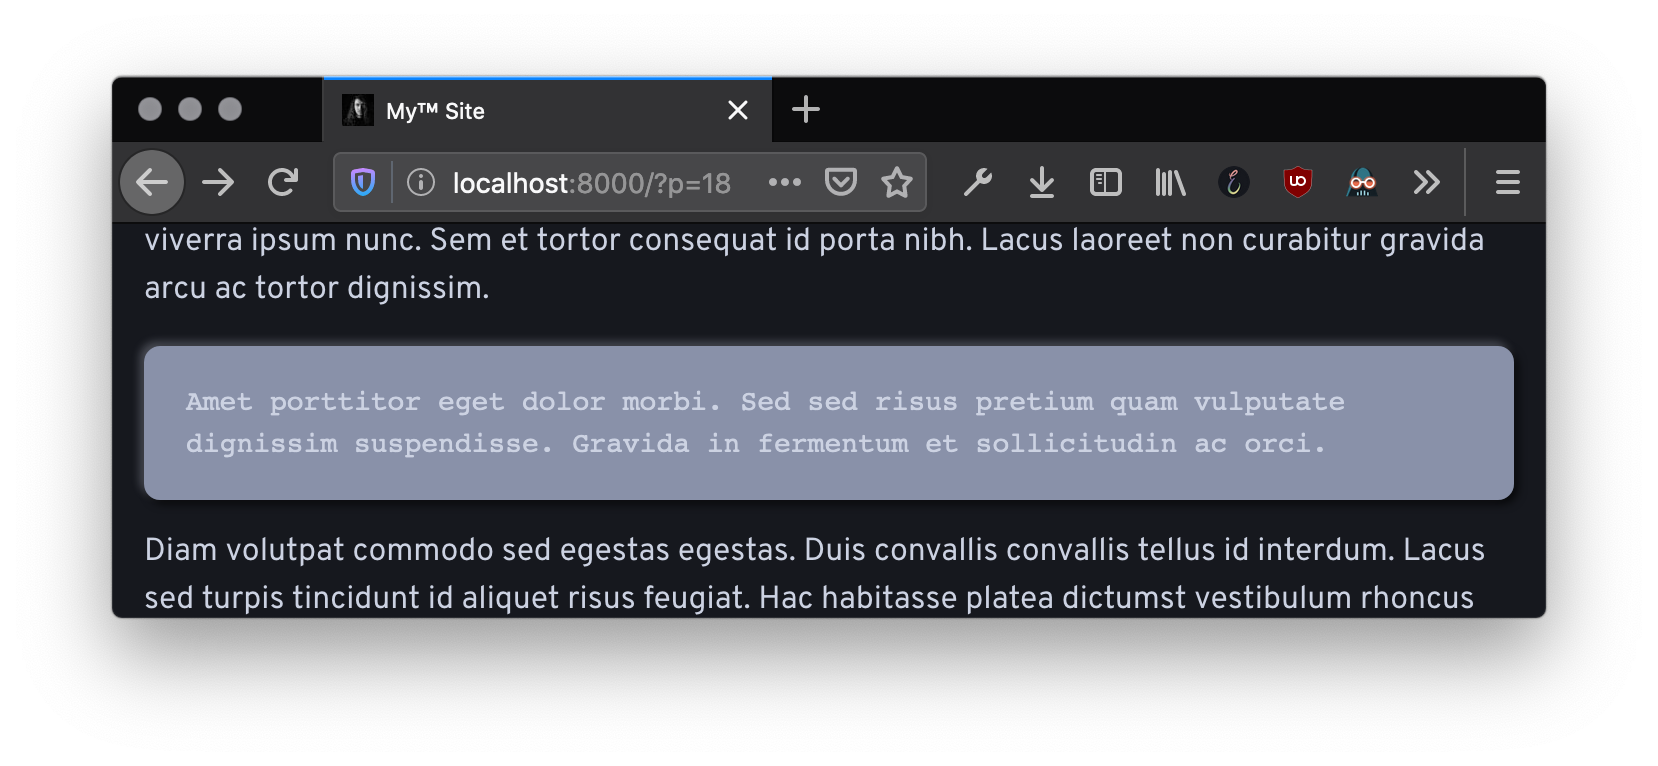 My™ Site
localhost:8000/?p=18
viverra ipsum nunc. Sem et tortor consequat id porta nibh. Lacus laoreet non curabitur gravida
arcu ac tortor dignissim.
Amet porttitor eget dolor morbi. Sed sed risus pretium quam vulputate
dignissim suspendisse. Gravida in fermentum et sollicitudin ac orci.
Diam volutpat commodo sed egestas egestas. Duis convallis convallis tellus id interdum. Lacus
sed turpis tincidunt id aliquet risus feugiat. Hac habitasse platea dictumst vestibulum rhoncus